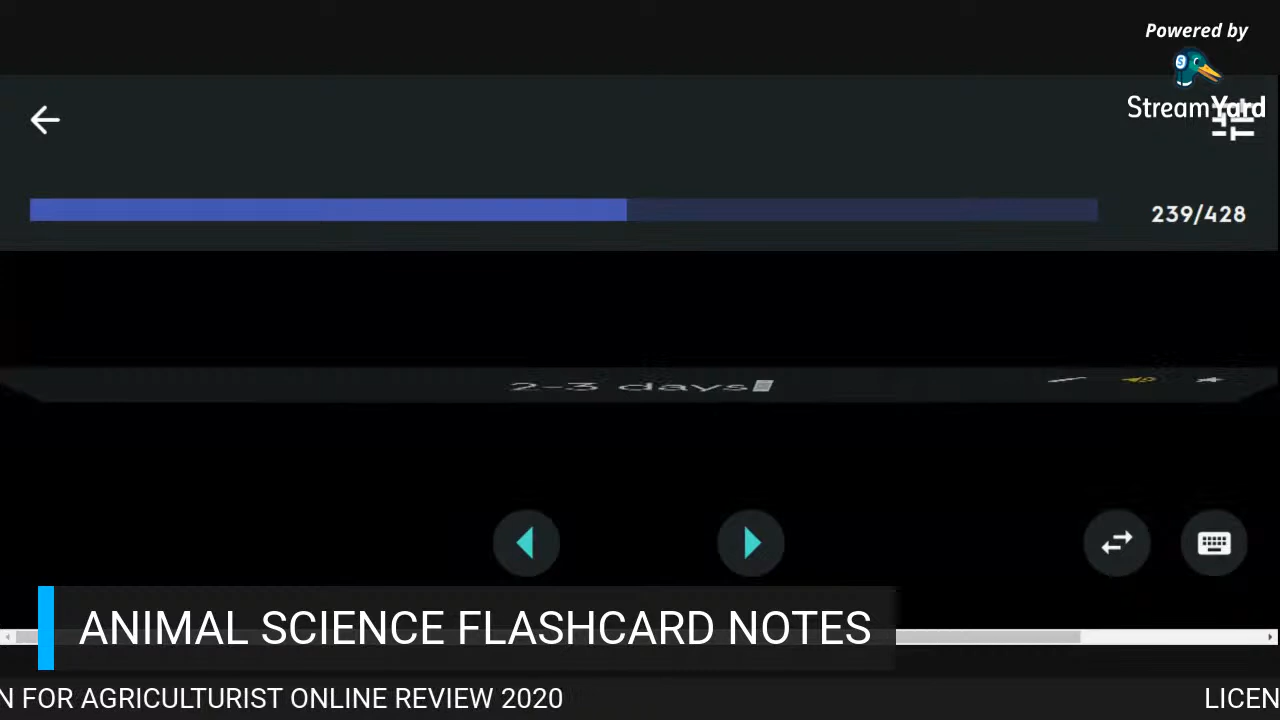 Powered by
StreamYard
239/428
2-3 days
ANIMAL SCIENCE FLASHCARD NOTES
N FOR AGRICULTURIST ONLINE REVIEW 2020
LICEN